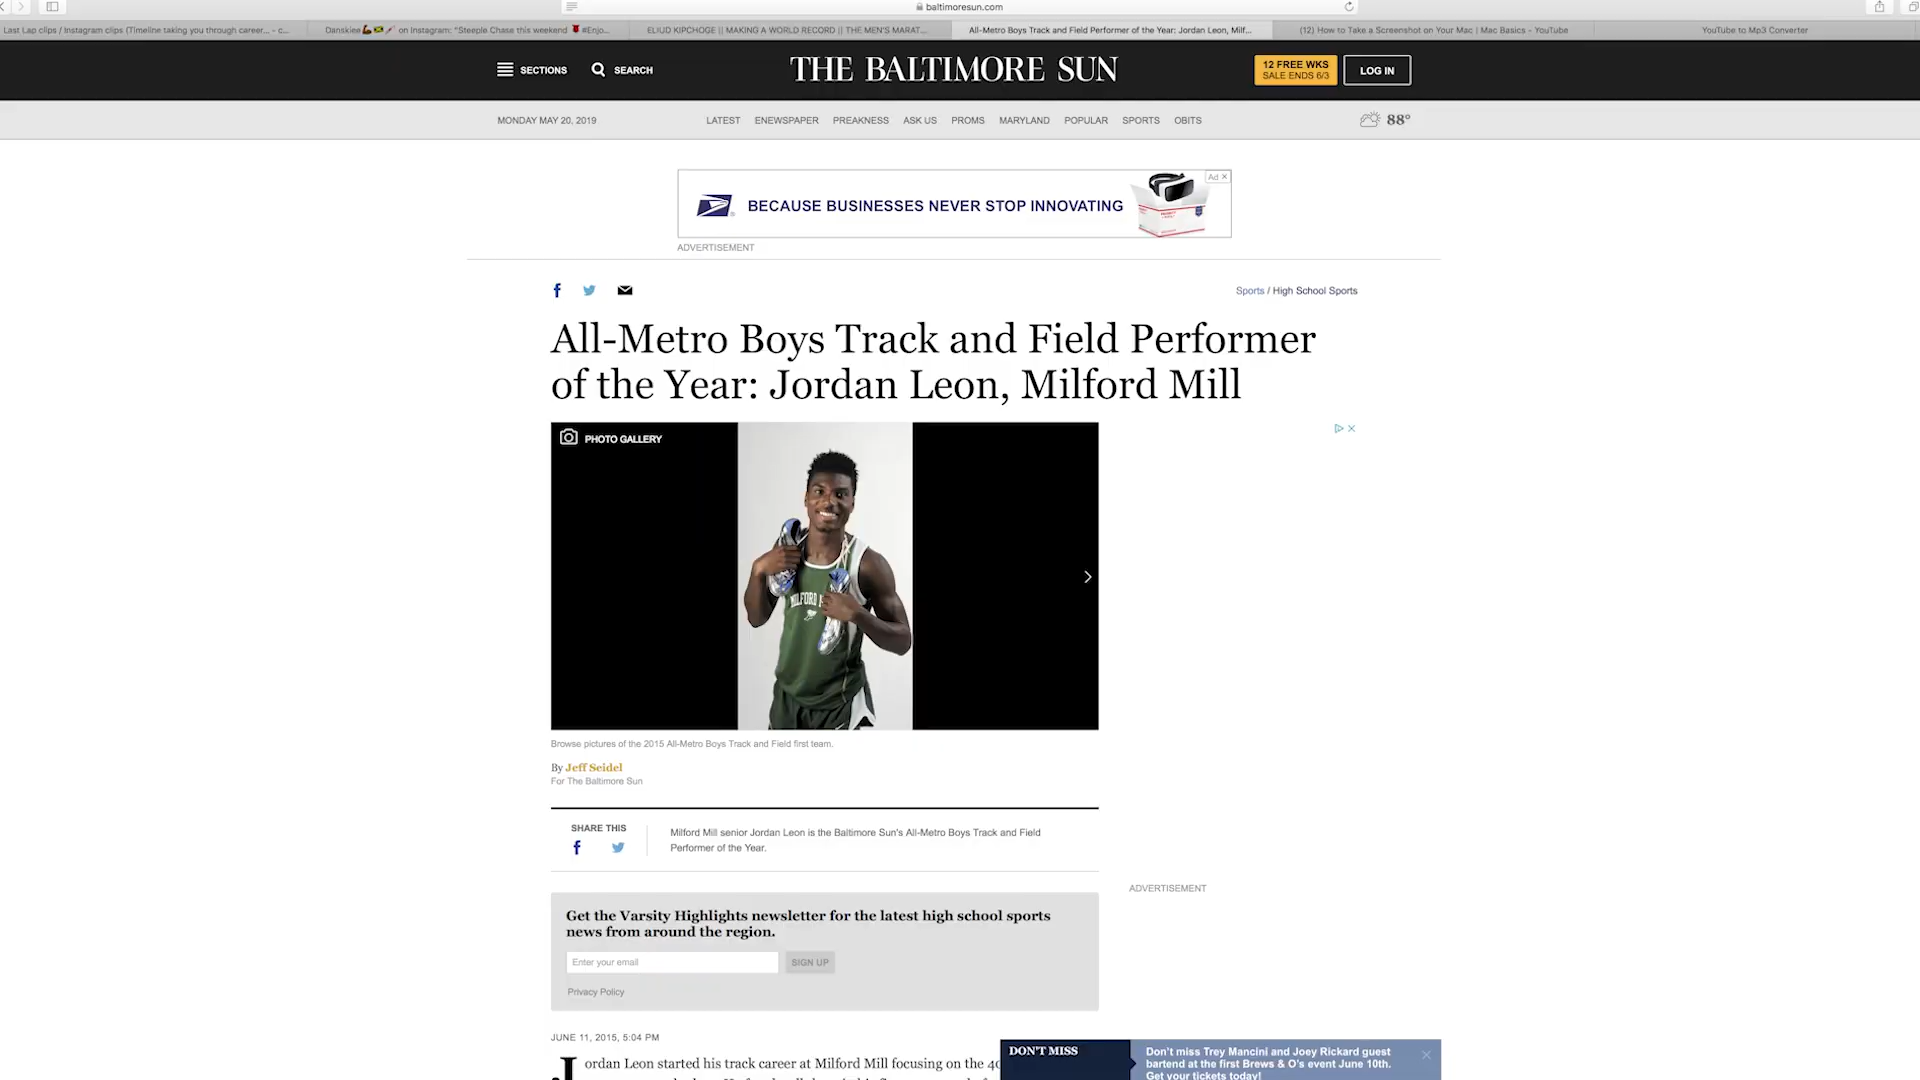 baltimoresun.com
Last Lap clips / Instagram clips (Timeline taking you through career... - c...
Danskiee on Instagram: "Steeple Chase this weekend #Enjo...
ELIUD KIPCHOGE || MAKING A WORLD RECORD || THE MEN'S MARAT...
All-Metro Boys Track and Field Performer of the Year: Jordan Leon, Milf...
(12) How to Take a Screenshot on Your Mac | Mac Basics - YouTube
YouTube to Mp3 Converter
SECTIONS
SEARCH
THE BALTIMORE SUN
12 FREE WKS
SALE ENDS 6/3
LOG IN
MONDAY MAY 20, 2019
LATEST ENEWSPAPER PREAKNESS ASK US PROMS MARYLAND POPULAR SPORTS OBITS
88°
Ad
BECAUSE BUSINESSES NEVER STOP INNOVATING
ADVERTISEMENT
Sports / High School Sports
All-Metro Boys Track and Field Performer
of the Year: Jordan Leon, Milford Mill
PHOTO GALLERY
MILFORD
Browse pictures of the 2015 All-Metro Boys Track and Field first team.
By Jeff Seidel
For The Baltimore Sun
SHARE THIS
Milford Mill senior Jordan Leon is the Baltimore Sun's All-Metro Boys Track and Field
Performer of the Year.
ADVERTISEMENT
Get the Varsity Highlights newsletter for the latest high school sports
news from around the region.
Enter your email
SIGN UP
Privacy Policy
JUNE 11, 2015, 5:04 PM
Jordan Leon started his track career at Milford Mill focusing on the 40
DON'T MISS
Don't miss Trey Mancini and Joey Rickard guest
bartend at the first Brews & O's event June 10th.
Get your tickets today!